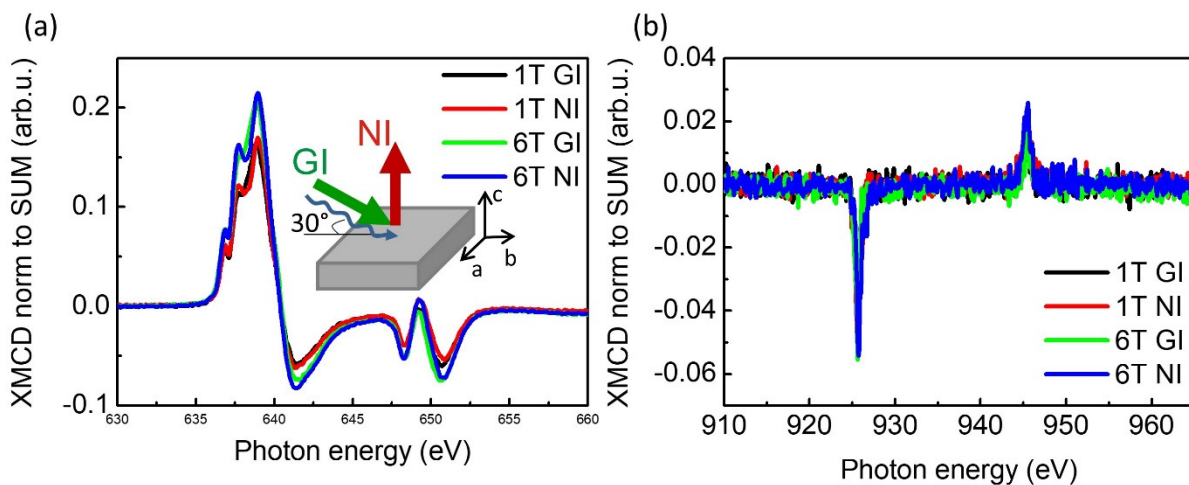 (a)
XMCD norm to SUM (arb.u.)
0.2
0.1
0.0
-0.1
630 635 640 645 650 655 660
Photon energy (eV)
1T GI
1T NI
6T GI
6T NI
NI
GI
30°
c
b
a
(b)
XMCD norm to SUM (arb.u.)
0.04
0.02
0.00
-0.02
-0.04
-0.06
910 920 930 940 950 960
Photon energy (eV)
1T GI
1T NI
6T GI
6T NI